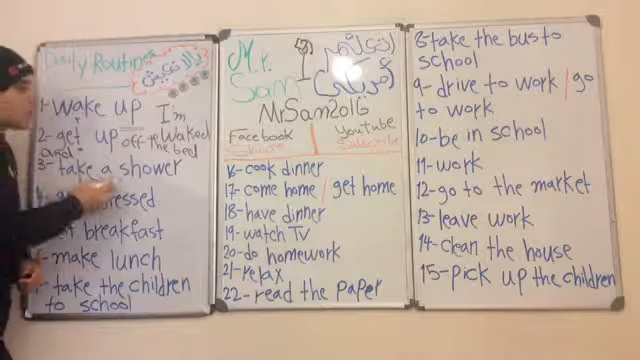 Daily Routine
الروتين
1- Wake up I'm
2- get up off the Waked
and the bed
3- take a shower
dressed
breakfast
make lunch
take the children
to school
Mr
Sam
اتعلم
أمريكي
MrSam2016
Facebook
Share
Youtube
Subscribe
16- cook dinner
17- come home / get home
18- have dinner
19- watch TV
20- do homework
21- relax
22- read the paper
8- take the bus to
school
9- drive to work / go
to work
10- be in school
11- work
12- go to the market
13- leave work
14- clean the house
15- pick up the children